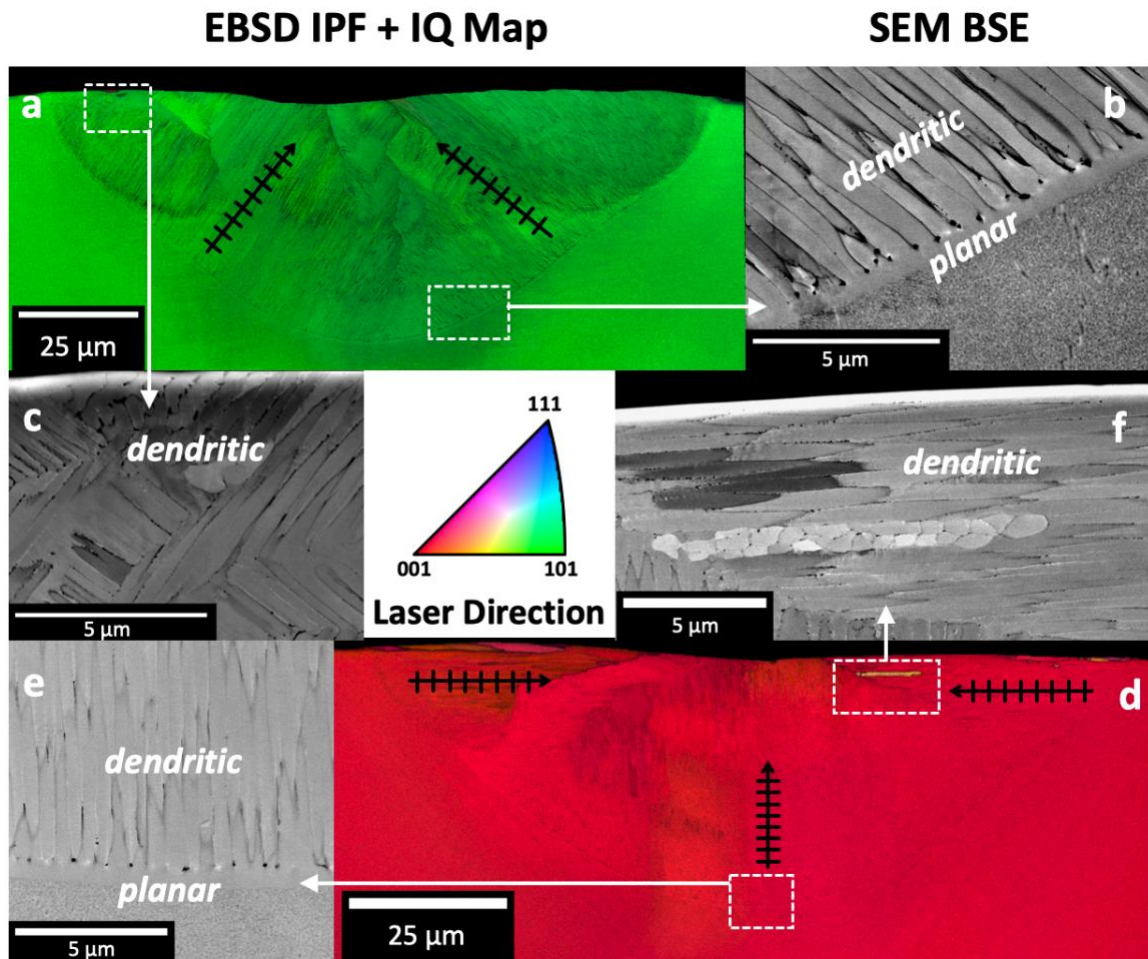 EBSD IPF + IQ Map
SEM BSE
a
25 μm
b
dendritic
planar
5 μm
c
dendritic
5 μm
111
001
101
Laser Direction
f
dendritic
5 μm
e
dendritic
planar
5 μm
d
25 μm